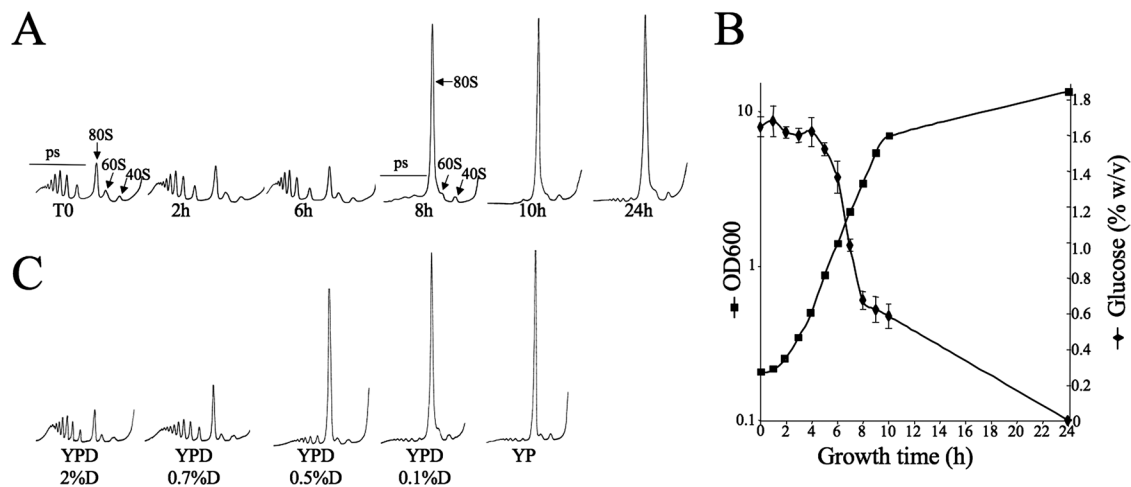 A
80S
ps
60S
40S
T0
2h
6h
80S
ps
60S
40S
8h
10h
24h
B
10
1
0.1
OD600
1.8
1.6
1.4
1.2
1.0
0.8
0.6
0.4
0.2
0
Glucose (% w/v)
0 2 4 6 8 10 12 14 16 18 20 22 24
Growth time (h)
C
YPD
2%D
YPD
0.7%D
YPD
0.5%D
YPD
0.1%D
YP